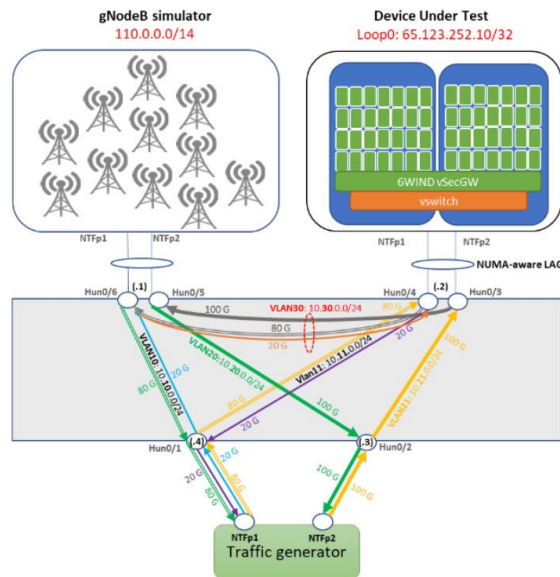 gNodeB simulator
110.0.0.0/14
Device Under Test
Loop0: 65.123.252.10/32
6WIND vSecGW
vswitch
NTFp1
NTFp2
NTFp1
NTFp2
NUMA-aware LAG
Hun0/6
(.1)
Hun0/5
Hun0/4
(.2)
Hun0/3
100 G
VLAN30: 10.30.0.0/24
80 G
80 G
20 G
20 G
VLAN10: 10.10.0.0/24
80 G
20 G
VLAN20:10.20.0.0/24
Vlan11: 10.11.0.0/24
100 G
VLAN21: 10.21.0.0/24
80 G
20 G
100 G
Hun0/1
(.4)
(.3)
Hun0/2
20 G
80 G
20 G
80 G
100 G
100 G
NTFp1
NTFp2
Traffic generator